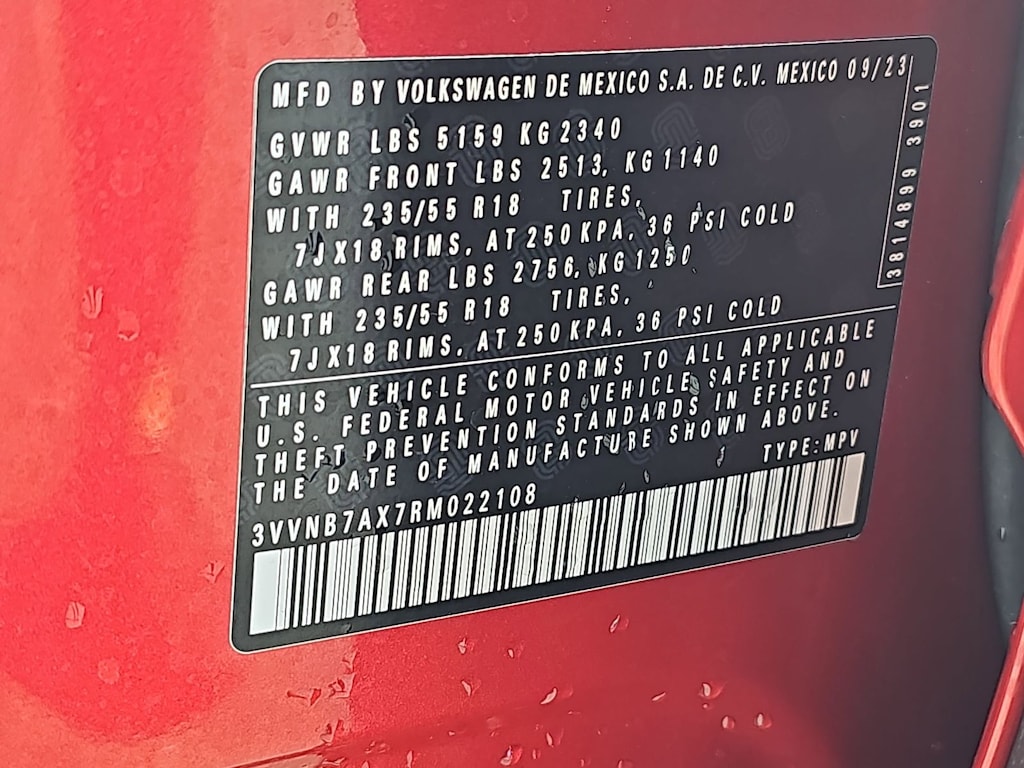 MFD BY VOLKSWAGEN DE MEXICO S.A. DE C.V. MEXICO 09/23
GVWR LBS 5159 KG 2340
GAWR FRONT LBS 2513, KG 1140
WITH 235/55 R18 TIRES,
7JX18 RIMS, AT 250 KPA, 36 PSI COLD
GAWR REAR LBS 2756, KG 1250
WITH 235/55 R18 TIRES,
7JX18 RIMS, AT 250 KPA, 36 PSI COLD
3814899 3901
THIS VEHICLE CONFORMS TO ALL APPLICABLE
U.S. FEDERAL MOTOR VEHICLE SAFETY AND
THEFT PREVENTION STANDARDS IN EFFECT ON
THE DATE OF MANUFACTURE SHOWN ABOVE.
TYPE: MPV
3VVNB7AX7RM022108